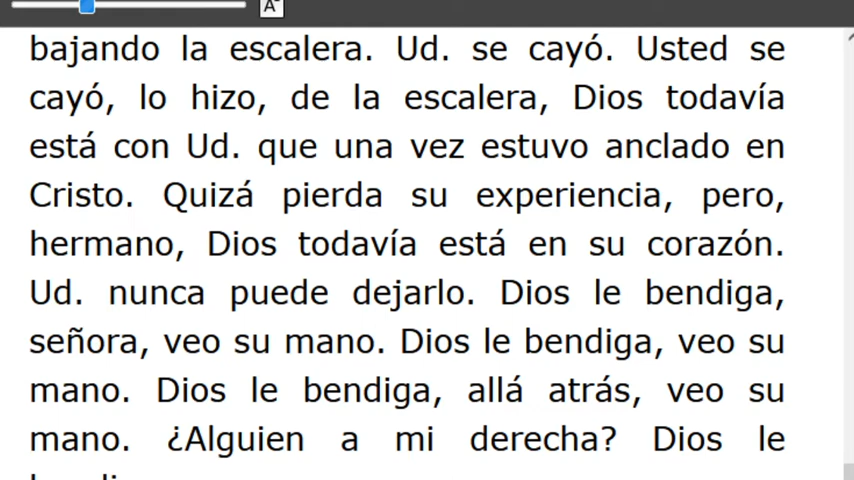 A
bajando la escalera. Ud. se cayó. Usted se
cayó, lo hizo, de la escalera, Dios todavía
está con Ud. que una vez estuvo anclado en
Cristo. Quizá pierda su experiencia, pero,
hermano, Dios todavía está en su corazón.
Ud. nunca puede dejarlo. Dios le bendiga,
señora, veo su mano. Dios le bendiga, veo su
mano. Dios le bendiga, allá atrás, veo su
mano. ¿Alguien a mi derecha? Dios le